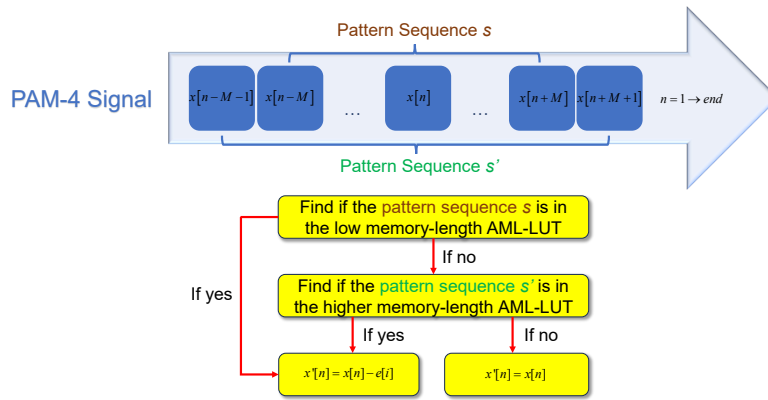 Pattern Sequence s
PAM-4 Signal
x[n−M−1] x[n−M] … x[n] … x[n+M] x[n+M+1] n=1→end
Pattern Sequence s’
Find if the pattern sequence s is in
the low memory-length AML-LUT
If no
If yes
Find if the pattern sequence s’ is in
the higher memory-length AML-LUT
If yes If no
x'[n] = x[n]−e[i] x'[n] = x[n]